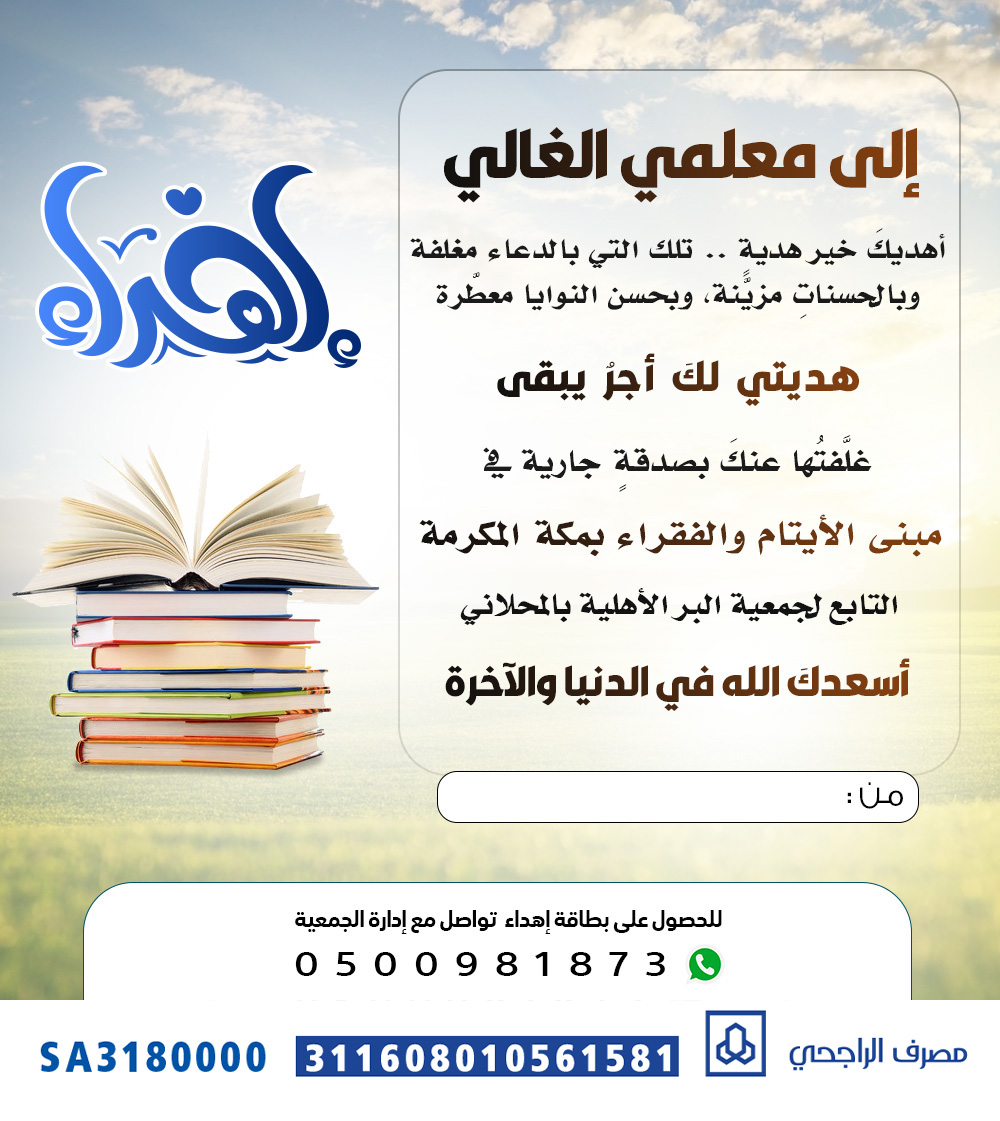 إهداء
إلى معلمي الغالي
أهديكَ خير هديةٍ .. تلك التي بالدعاء مغلفة
وبالحسناتِ مزيَّنة، وبحسن النوايا معطَّرة
هديتي لكَ أجرُ يبقى
غلَّفتُها عنكَ بصدقةٍ جارية في
مبنى الأيتام والفقراء بمكة المكرمة
التابع لجمعية البر الأهلية بالمحلاني
أسعدكَ الله في الدنيا والآخرة
من :
للحصول على بطاقة إهداء تواصل مع إدارة الجمعية
0500981873
مصرف الراجحي
SA3180000 311608010561581